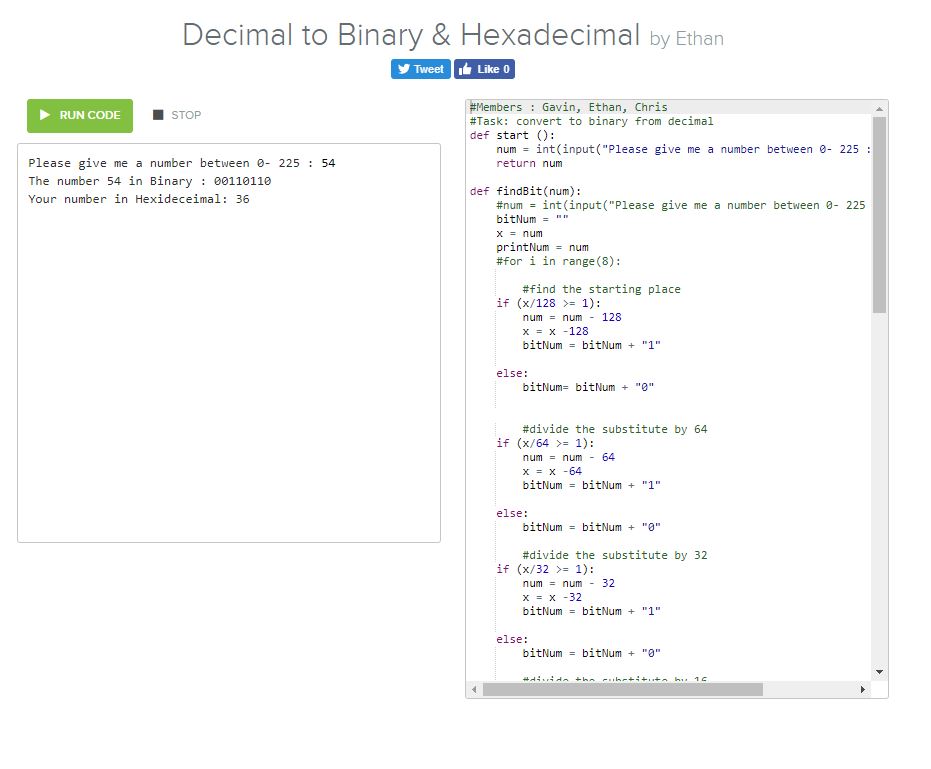 Decimal to Binary & Hexadecimal by Ethan
Tweet Like 0
RUN CODE STOP
Please give me a number between 0- 225 : 54
The number 54 in Binary : 00110110
Your number in Hexideceimal: 36
#Members : Gavin, Ethan, Chris
#Task: convert to binary from decimal
def start ():
num = int(input("Please give me a number between 0- 225 :
return num
def findBit(num):
#num = int(input("Please give me a number between 0- 225
bitNum = ""
x = num
printNum = num
#for i in range(8):
#find the starting place
if (x/128 >= 1):
num = num - 128
x = x -128
bitNum = bitNum + "1"
else:
bitNum= bitNum + "0"
#divide the substitute by 64
if (x/64 >= 1):
num = num - 64
x = x -64
bitNum = bitNum + "1"
else:
bitNum = bitNum + "0"
#divide the substitute by 32
if (x/32 >= 1):
num = num - 32
x = x -32
bitNum = bitNum + "1"
else:
bitNum = bitNum + "0"
#divide the substitute by 16